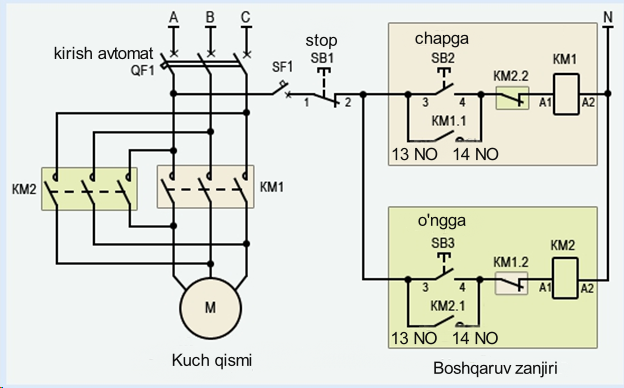 A B C N
kirish avtomat
QF1
SF1
stop
SB1
1 2
chapga
SB2
3 4
KM2.2
KM1
A1 A2
KM1.1
13 NO 14 NO
KM2
KM1
o'ngga
SB3
3 4
KM1.2
KM2
A1 A2
KM2.1
13 NO 14 NO
M
Kuch qismi
Boshqaruv zanjiri